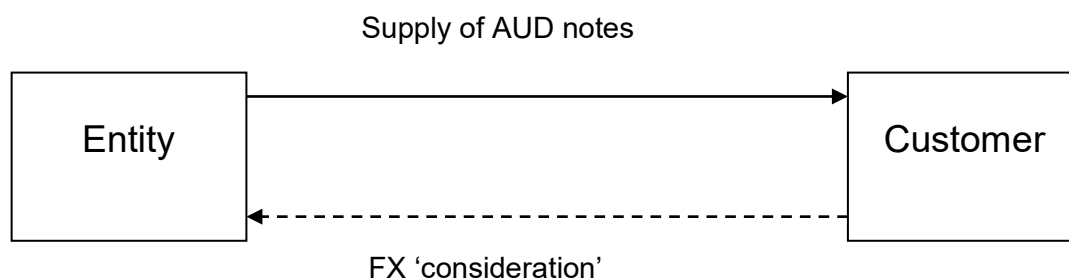 Supply of AUD notes
Entity
Customer
FX ‘consideration’